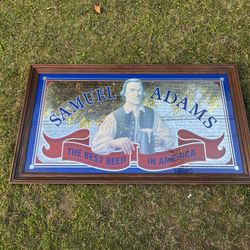 SAMUEL ADAMS
THE BEST BEER IN AMERICA